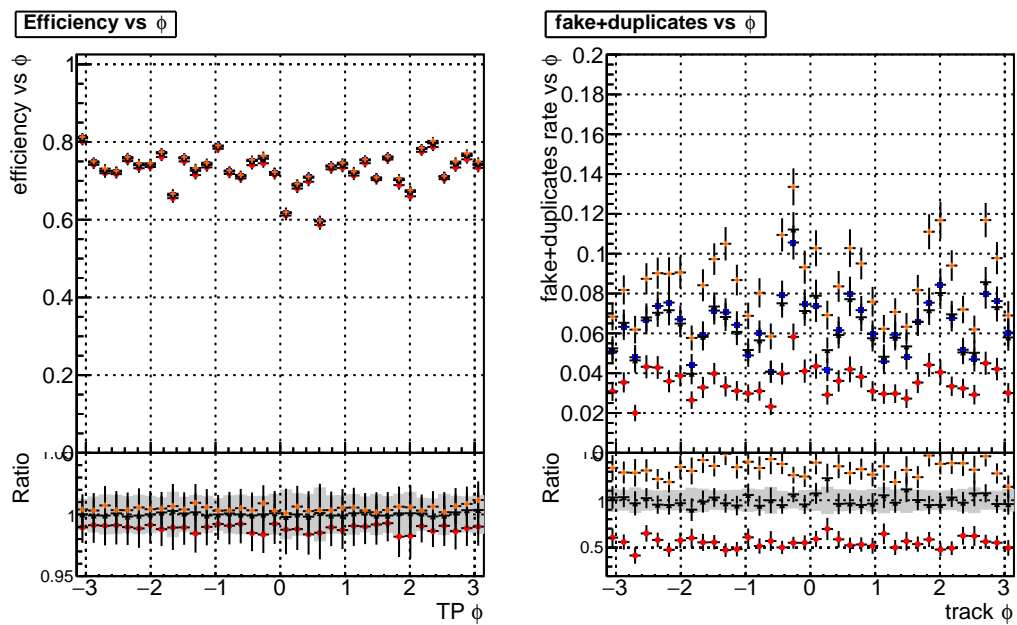 Efficiency vs ϕ
efficiency vs ϕ
1
0.8
0.6
0.4
0.2
0
Ratio
1
0.95
−3 −2 −1 0 1 2 3
TP ϕ
fake+duplicates vs ϕ
fake+duplicates rate vs ϕ
0.2
0.18
0.16
0.14
0.12
0.1
0.08
0.06
0.04
0.02
0
Ratio
1
0.5
−3 −2 −1 0 1 2 3
track ϕ